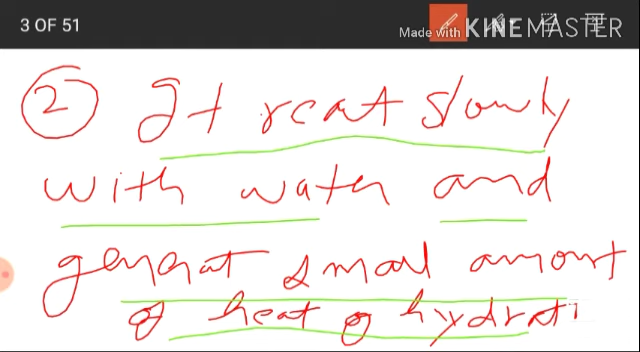 3 OF 51
Made with KINEMASTER
2 It reat slowly
with water and
generat small amount
of heat of hydrati